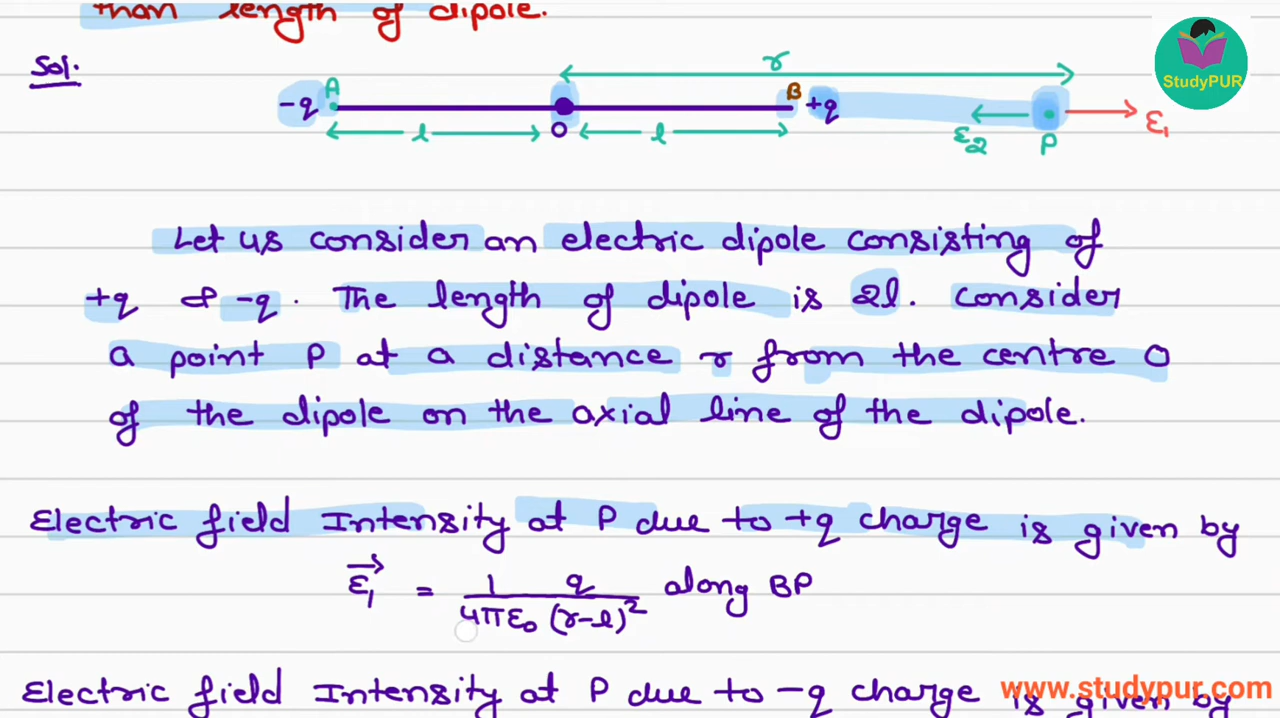 than length of dipole.
Sol.
StudyPUR
r
-q A B +q
l O l E2 P E1
Let us consider an electric dipole consisting of
+q & -q. The length of dipole is 2l. Consider
a point P at a distance r from the centre O
of the dipole on the axial line of the dipole.
Electric field Intensity at P due to +q charge is given by
E⃗1 = 1/4πε0 q/(r-l)² along BP
Electric field Intensity at P due to -q charge is given by
www.studypur.com